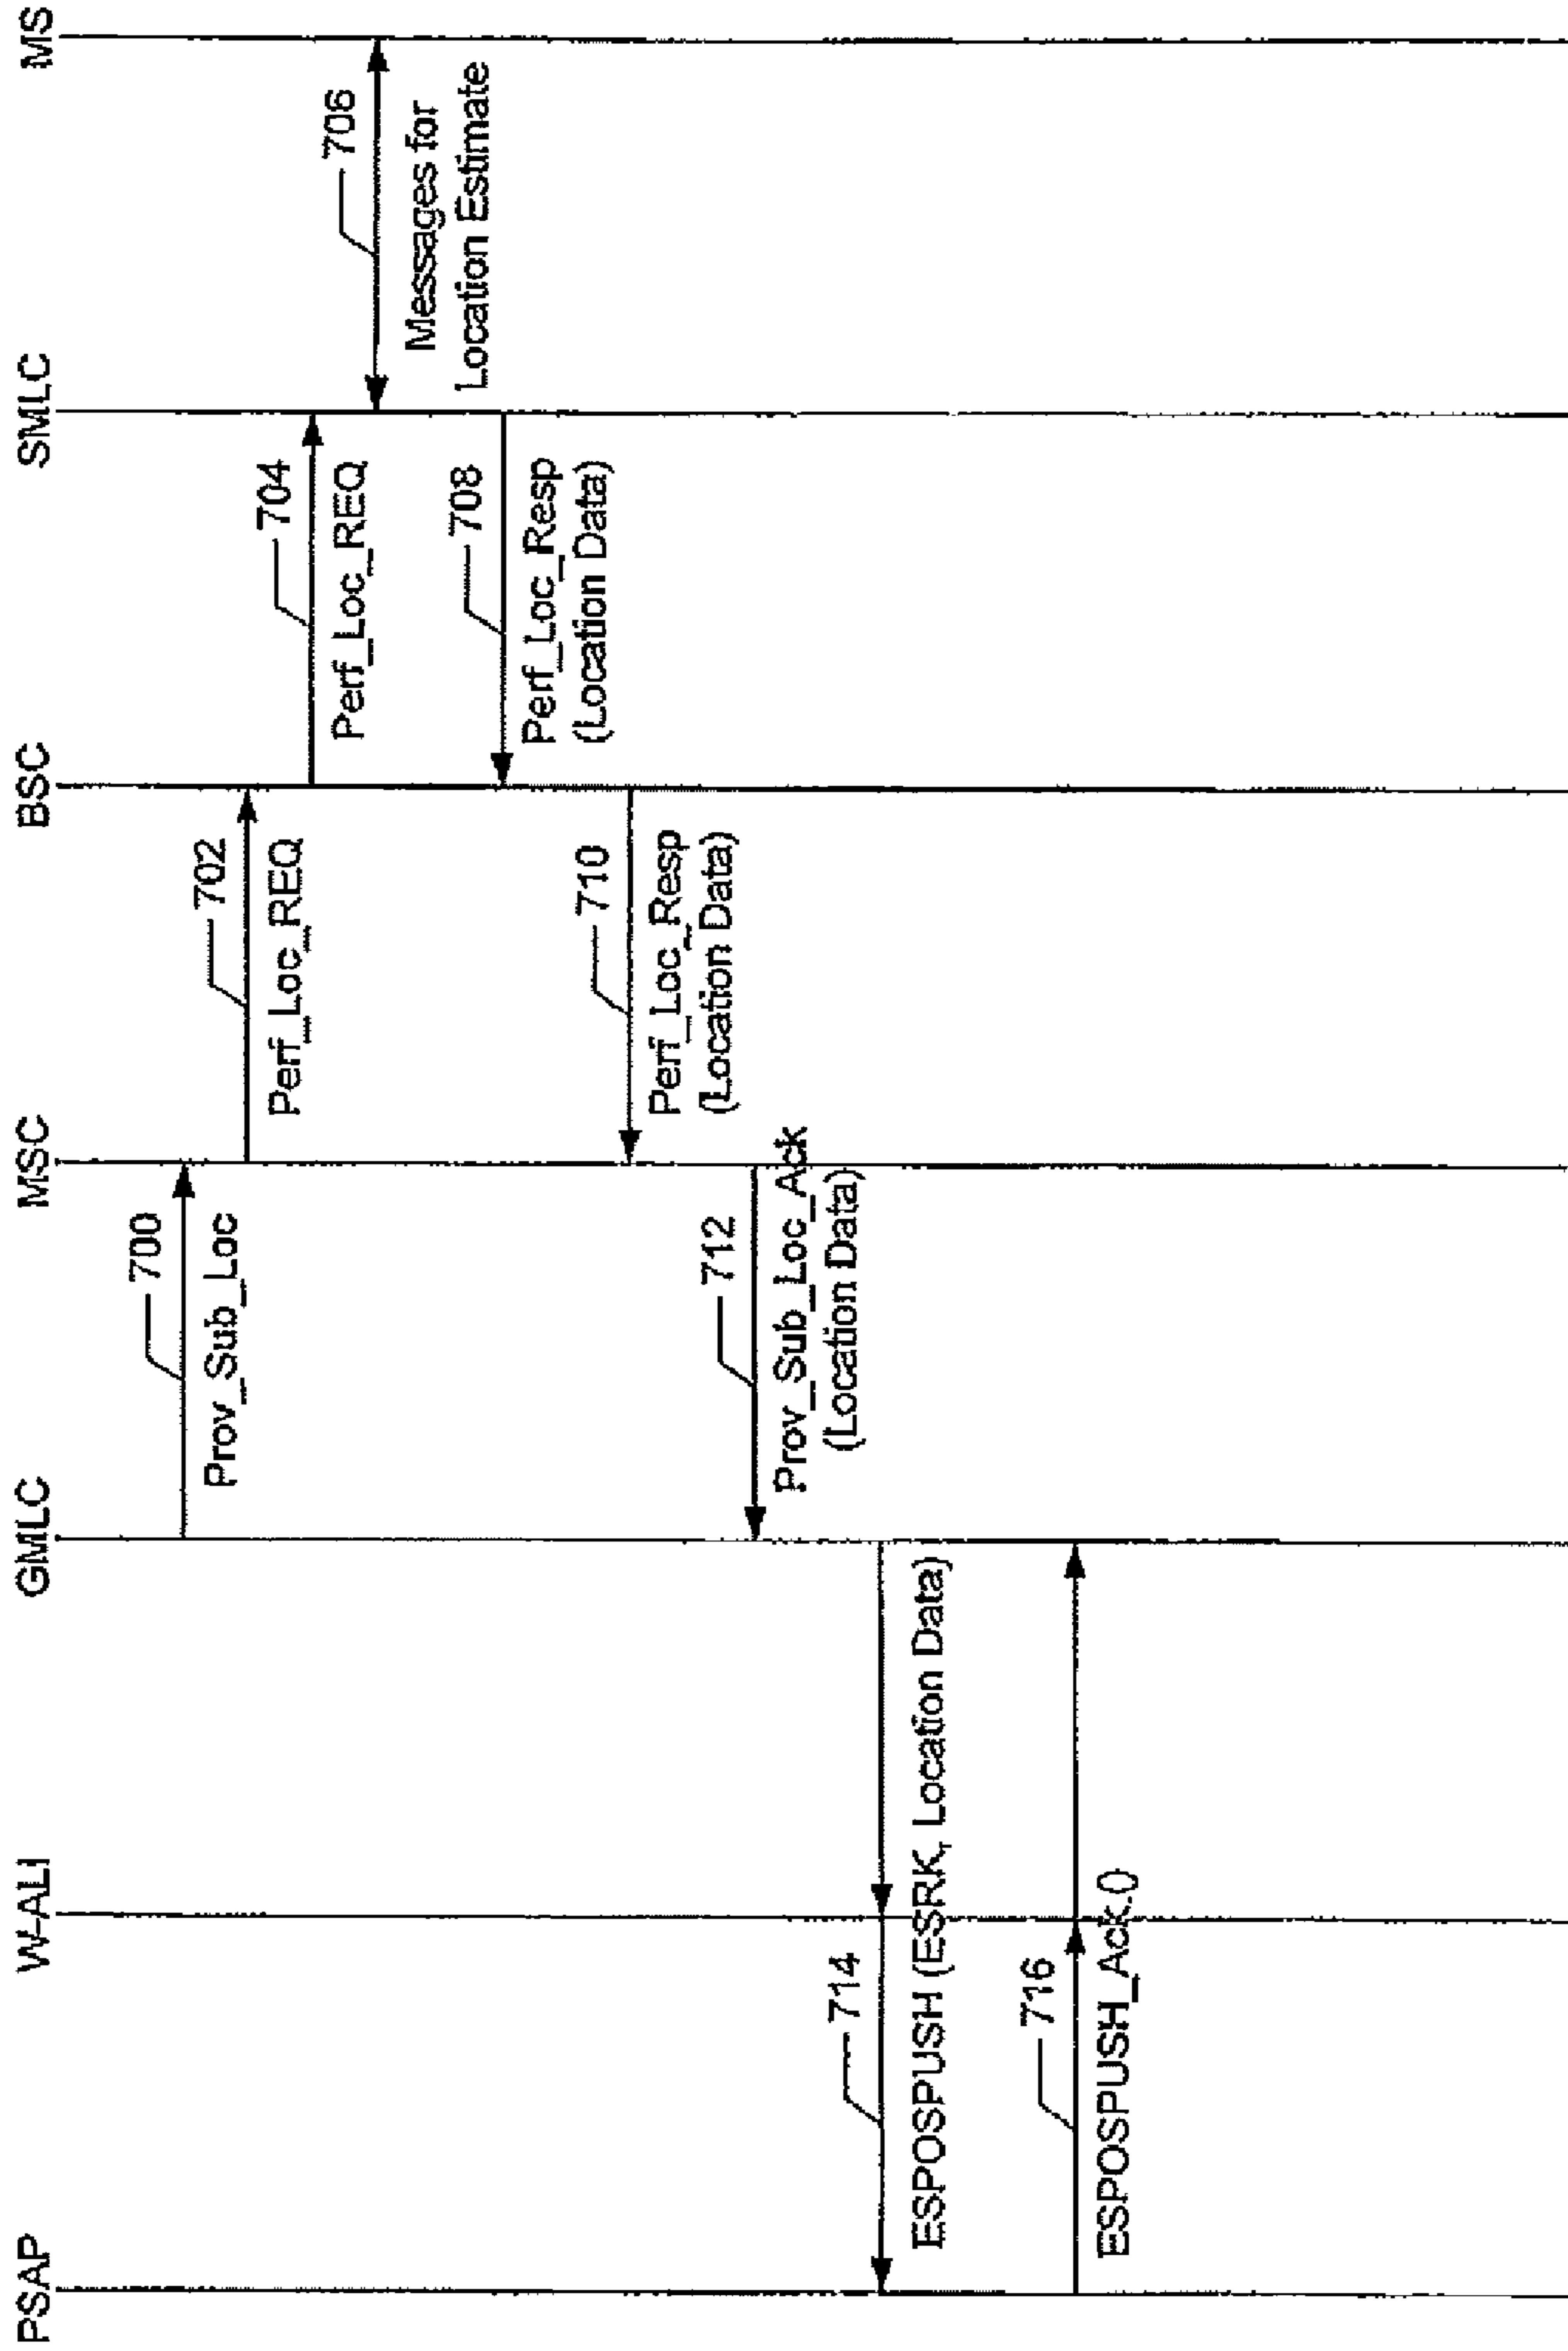 PSAP
W-ALI
GMLC
MSC
BSC
SMLC
MS
700
Prov_Sub_Loc
702
Perf_Loc_REQ
704
Perf_Loc_REQ
706
Messages for
Location Estimate
708
Perf_Loc_Resp
(Location Data)
710
Perf_Loc_Resp
(Location Data)
712
Prov_Sub_Loc_Ack
(Location Data)
714
ESPOSPUSH (ESRK, Location Data)
716
ESPOSPUSH_Ack.()